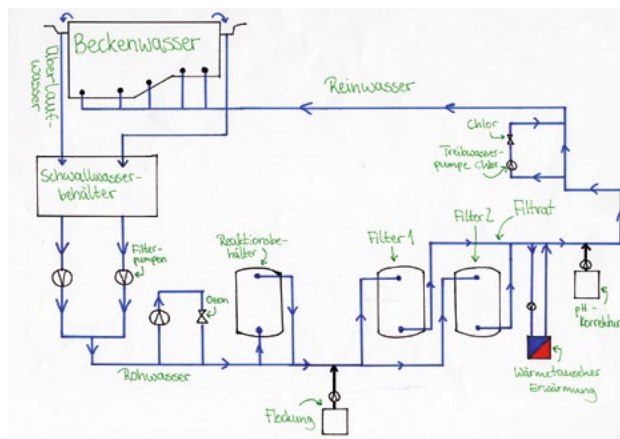 Beckenwasser
Überlauf-
wasser
Reinwasser
Chlor
Treibwasser-
pumpe Chlor
Schwallwasser-
behälter
Filter-
pumpen
Reaktionsbe-
hälter
Ozon
Filter 1
Filter 2
Filtrat
pH-
Korrektur
Rohwasser
Wärmetauscher
Erwärmung
Flockung